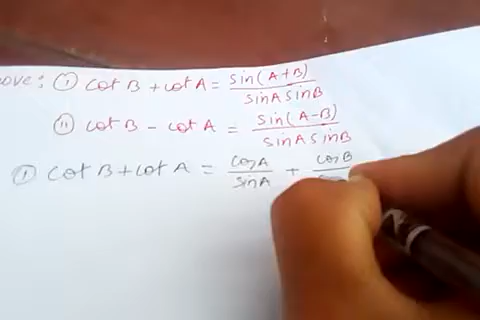 ove: (i) cot B + cot A = sin(A+B) / sinA sinB
(ii) cot B - cot A = sin(A-B) / sinA sinB
(i) cot B + cot A = cosA / sinA + cosB